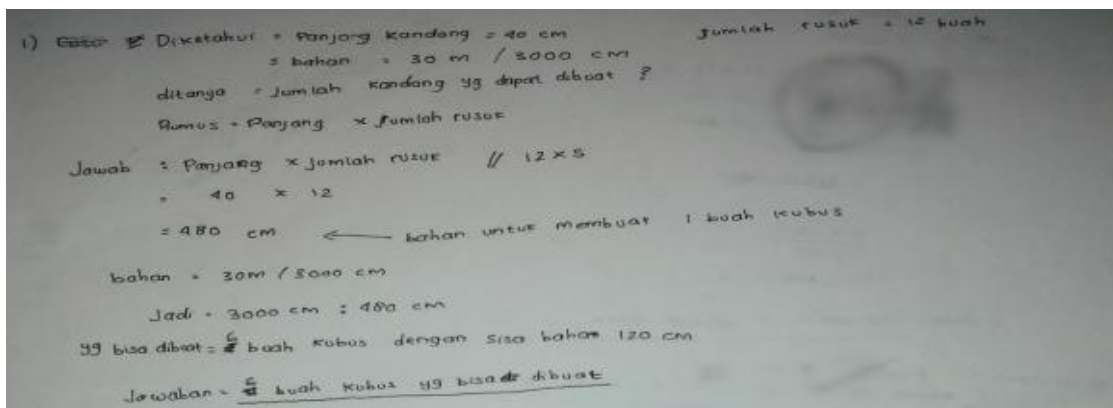 1) Diketahui = Panjang kandang = 40 cm Jumlah rusuk = 12 buah
= bahan = 30 m / 3000 cm
ditanya = Jumlah kandang yg dapat dibuat ?
Rumus = Panjang x Jumlah rusuk
Jawab : Panjang x Jumlah rusuk // 12 x s
= 40 x 12
= 480 cm ← bahan untuk membuat 1 buah kubus
bahan = 30m / 3000 cm
Jadi = 3000 cm : 480 cm
yg bisa dibuat = 6 buah kubus dengan sisa bahan 120 cm
Jawaban = 6 buah kubus yg bisa dibuat